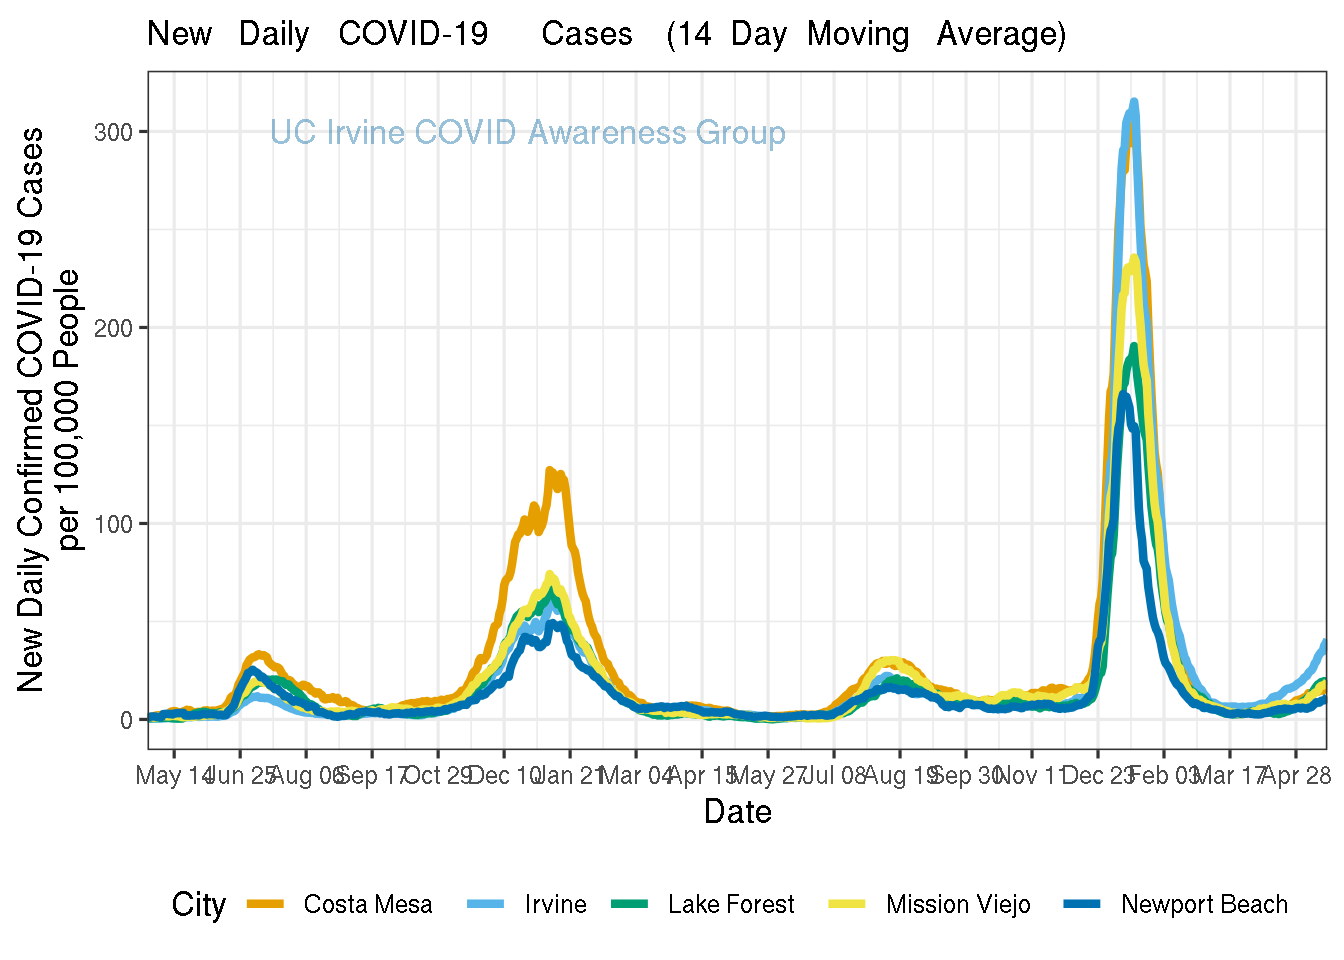 New Daily COVID-19 Cases (14 Day Moving Average)
UC Irvine COVID Awareness Group
New Daily Confirmed COVID-19 Cases
per 100,000 People
300
200
100
0
May 14 Jun 25 Aug 06 Sep 17 Oct 29 Dec 10 Jan 21 Mar 04 Apr 15 May 27 Jul 08 Aug 19 Sep 30 Nov 11 Dec 23 Feb 03 Mar 17 Apr 28
Date
City Costa Mesa Irvine Lake Forest Mission Viejo Newport Beach